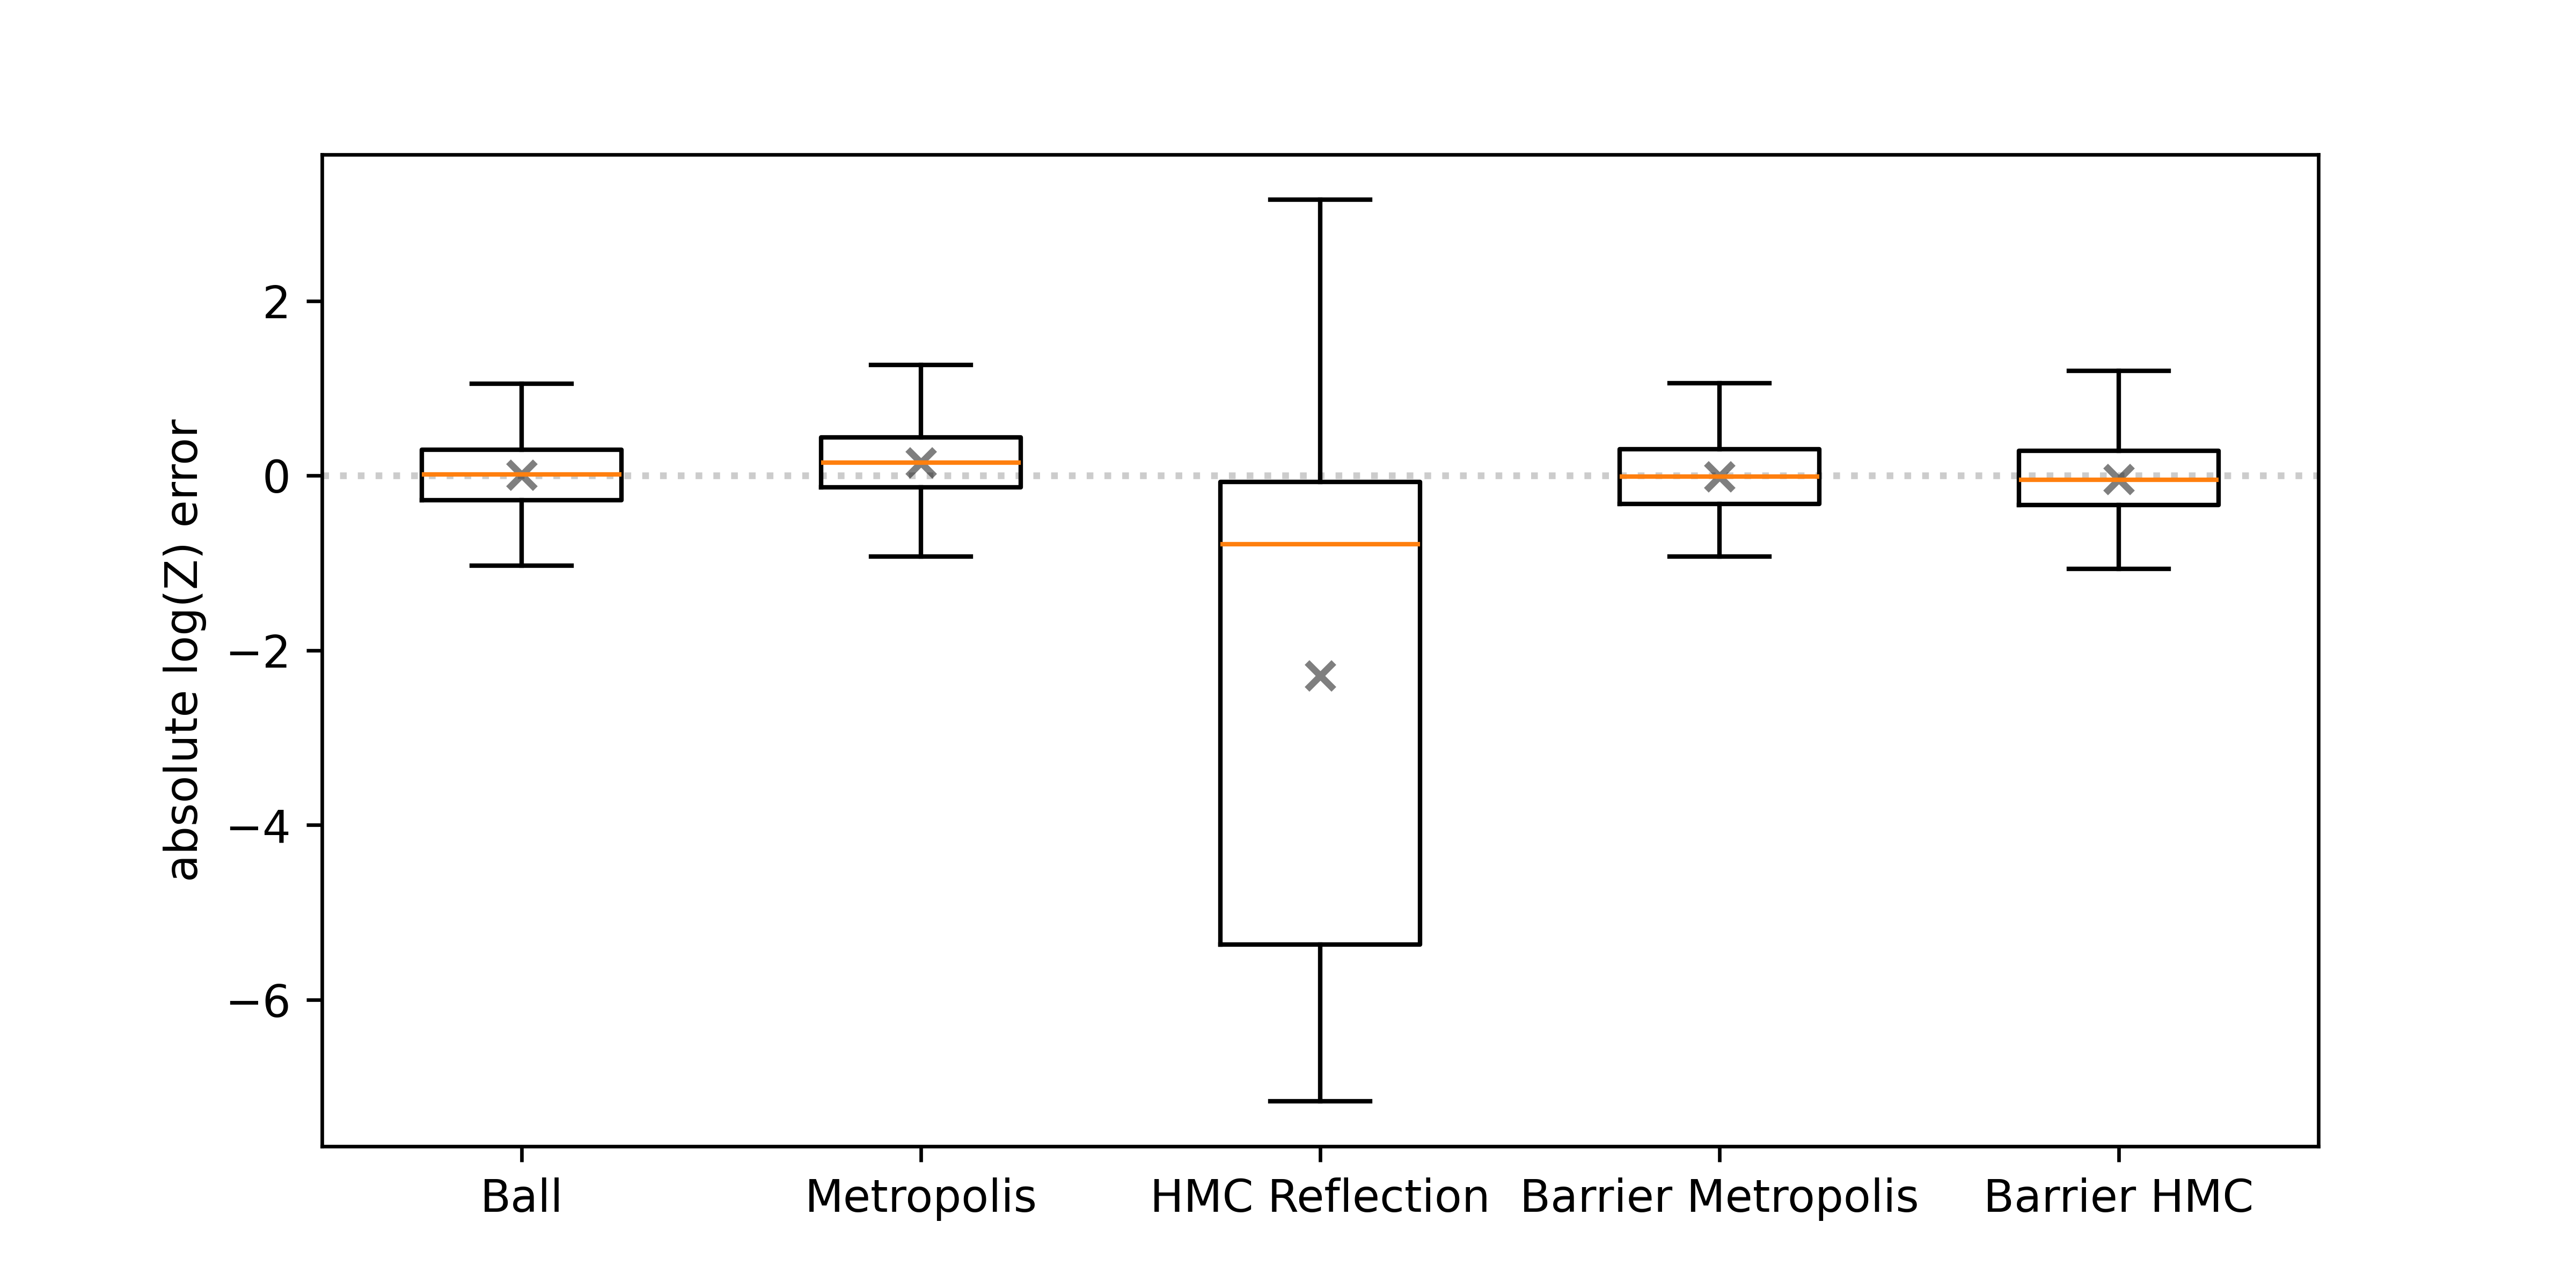 absolute log(Z) error
2
0
−2
−4
−6
Ball Metropolis HMC Reflection Barrier Metropolis Barrier HMC